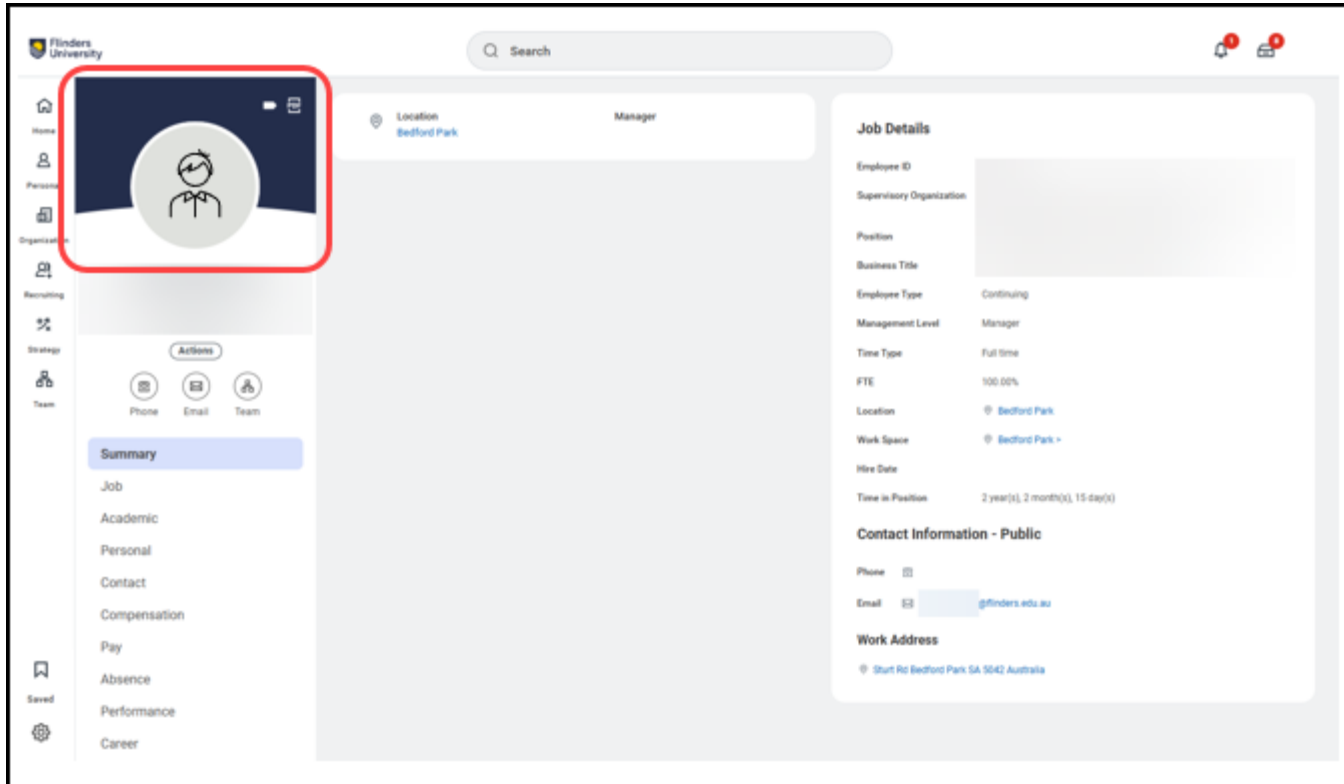 Flinders
University
Search
Home
Personal
Organization
Recruiting
Strategy
Team
Saved
Actions
Phone Email Team
Summary
Job
Academic
Personal
Contact
Compensation
Pay
Absence
Performance
Career
Location
Bedford Park
Manager
Job Details
Employee ID
Supervisory Organization
Position
Business Title
Employee Type Continuing
Management Level Manager
Time Type Full time
FTE 100.00%
Location Bedford Park
Work Space Bedford Park >
Hire Date
Time in Position 2 year(s), 2 month(s), 15 day(s)
Contact Information - Public
Phone
Email @flinders.edu.au
Work Address
Sturt Rd Bedford Park SA 5042 Australia